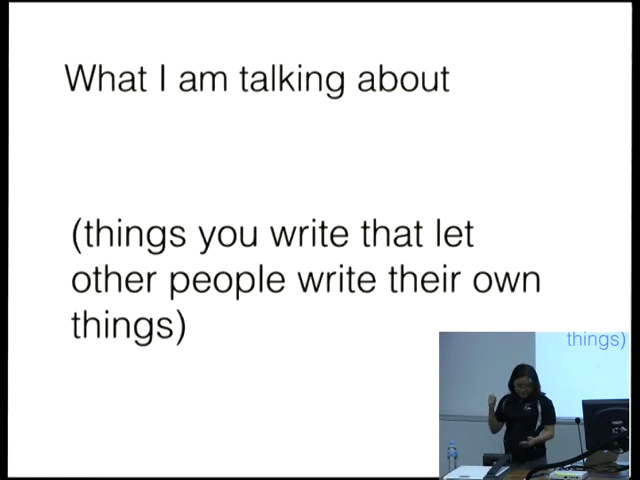 What I am talking about
(things you write that let
other people write their own
things)
things)